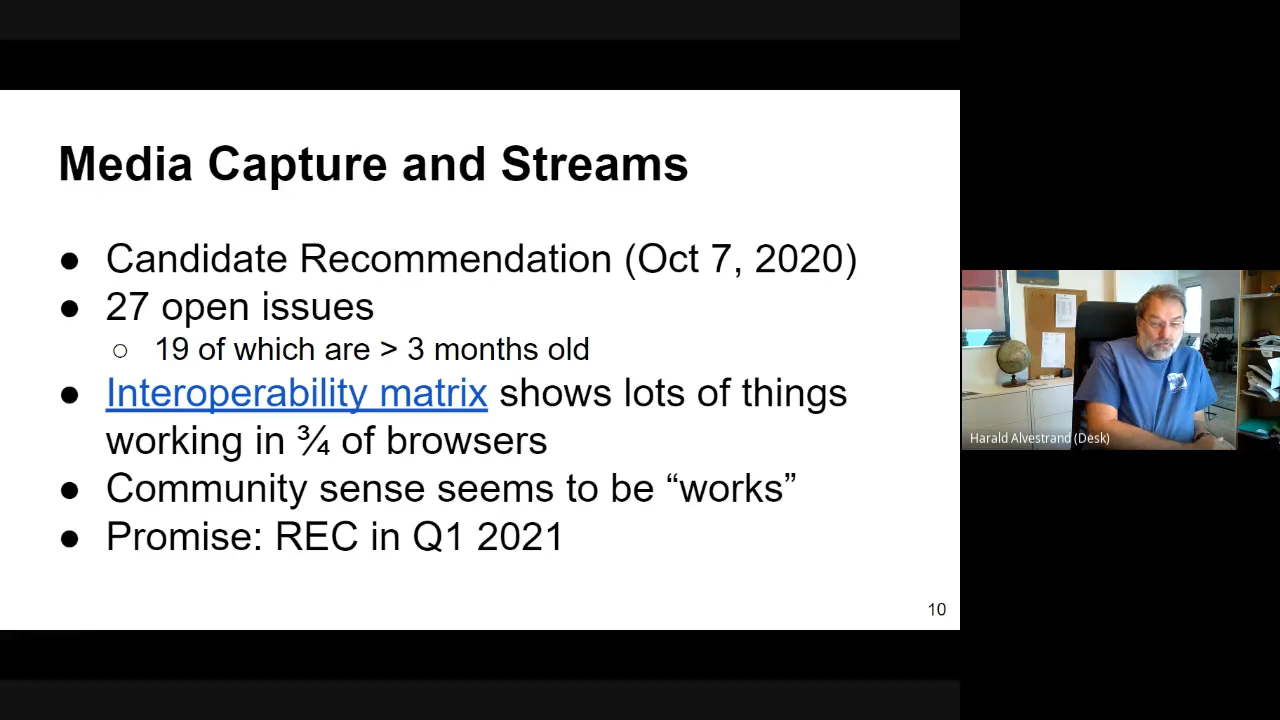 Media Capture and Streams
● Candidate Recommendation (Oct 7, 2020)
● 27 open issues
○ 19 of which are > 3 months old
● Interoperability matrix shows lots of things
working in ¾ of browsers
● Community sense seems to be “works”
● Promise: REC in Q1 2021
10
Harald Alvestrand (Desk)